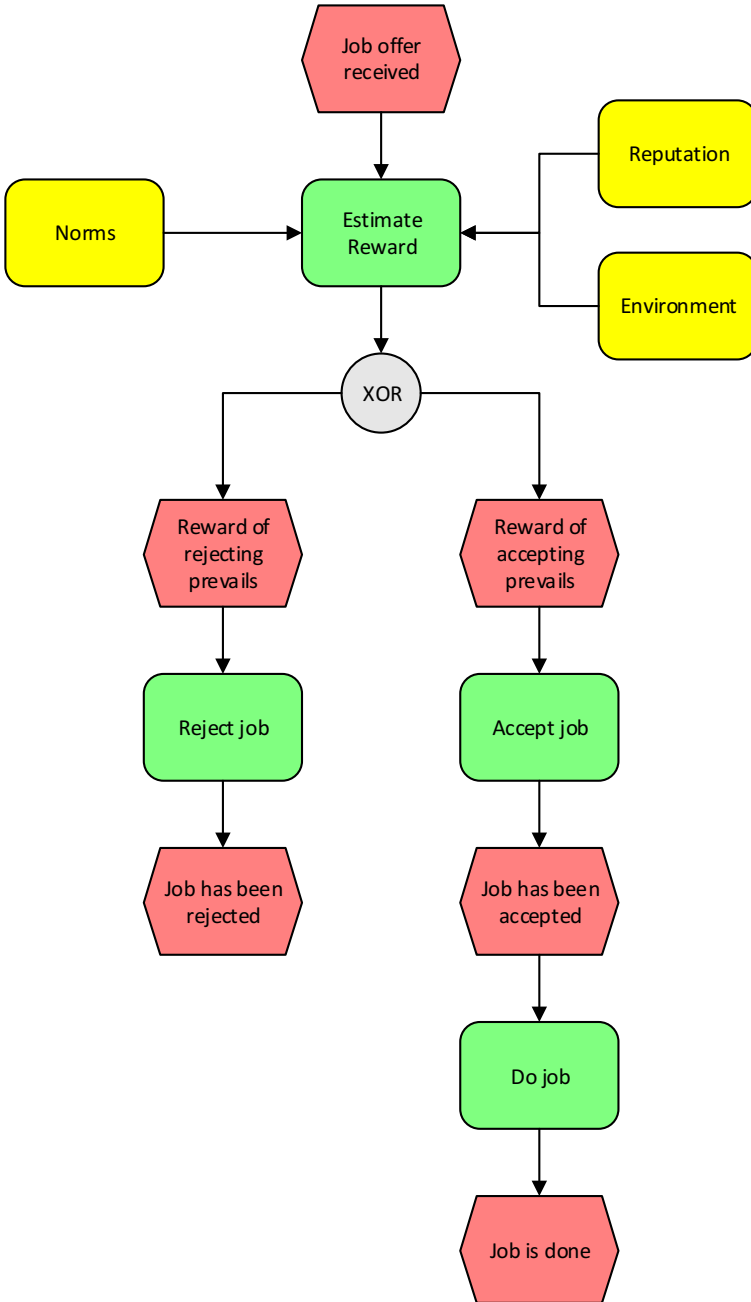 Job offer
received
Reputation
Norms
Estimate
Reward
Environment
XOR
Reward of
rejecting
prevails
Reward of
accepting
prevails
Reject job
Accept job
Job has been
rejected
Job has been
accepted
Do job
Job is done